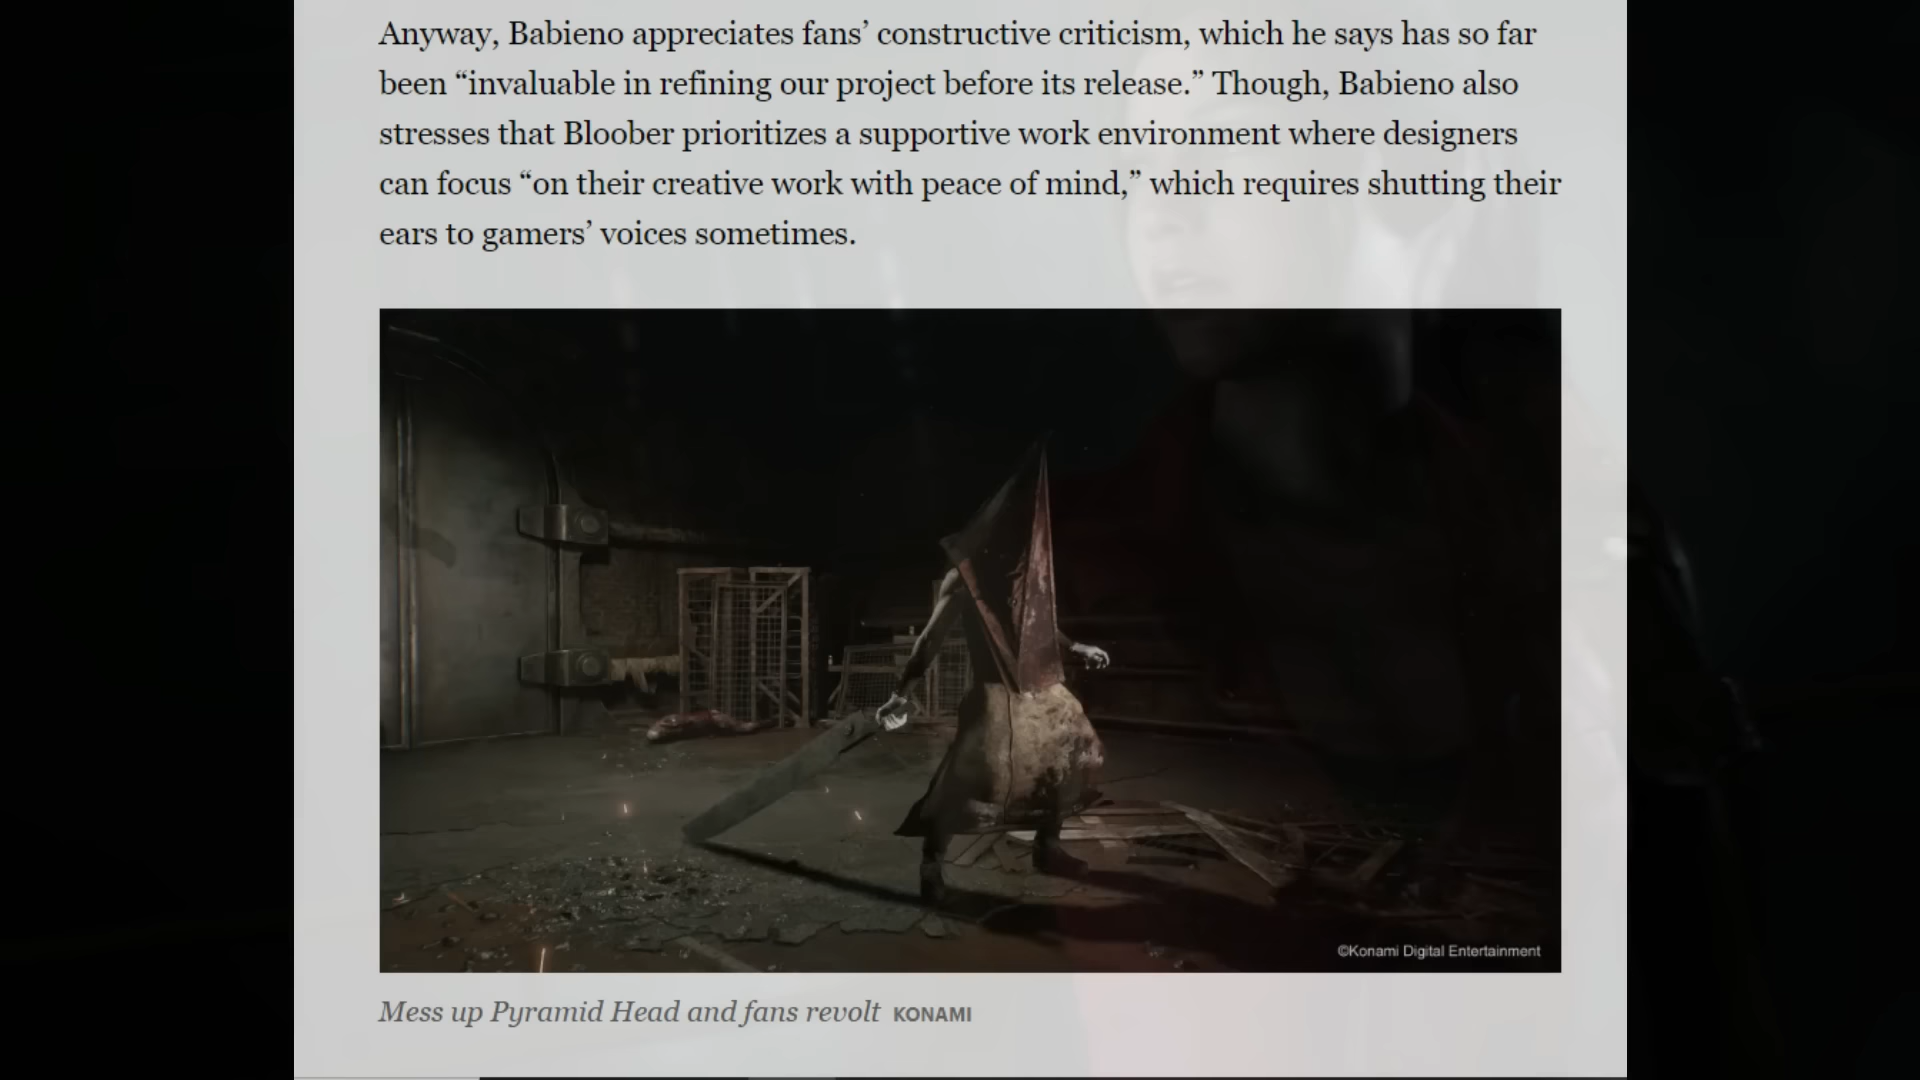 Anyway, Babieno appreciates fans’ constructive criticism, which he says has so far
been “invaluable in refining our project before its release.” Though, Babieno also
stresses that Bloober prioritizes a supportive work environment where designers
can focus “on their creative work with peace of mind,” which requires shutting their
ears to gamers’ voices sometimes.
©Konami Digital Entertainment
Mess up Pyramid Head and fans revolt KONAMI